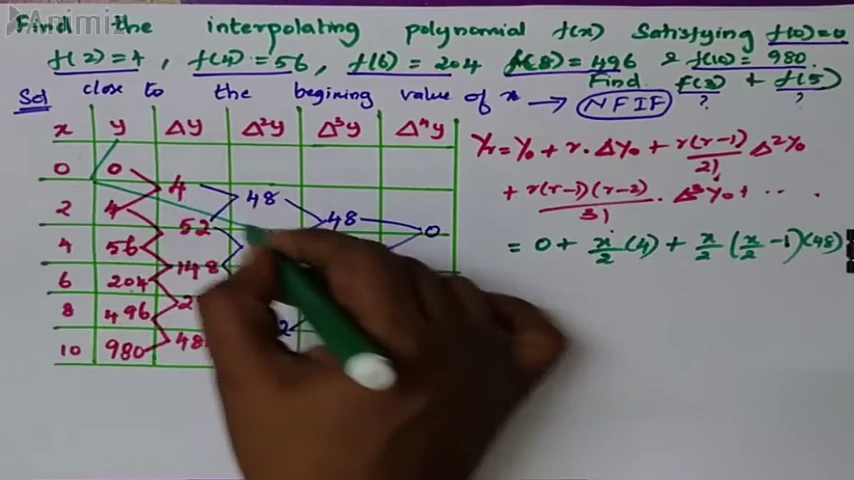 Animiz
Find the interpolating polynomial f(x) satisfying f(0)=0
f(2)=4, f(4)=56, f(6)=204 f(8)=496 & f(10)=980.
Find f(3) + f(5)
? ?
Sol close to the begining value of x → NFIF
x y Δy Δ²y Δ³y Δ⁴y
0 0
4
48
2 4 48
52 0
4 56
148
6 204
8 496
10 980
Yr = y0 + r·Δy0 + r(r-1)/2! Δ²y0
+ r(r-1)(r-2)/3! · Δ³y0 + ·· ·
= 0 + x/2 (4) + x/2 (x/2 -1)·(48)